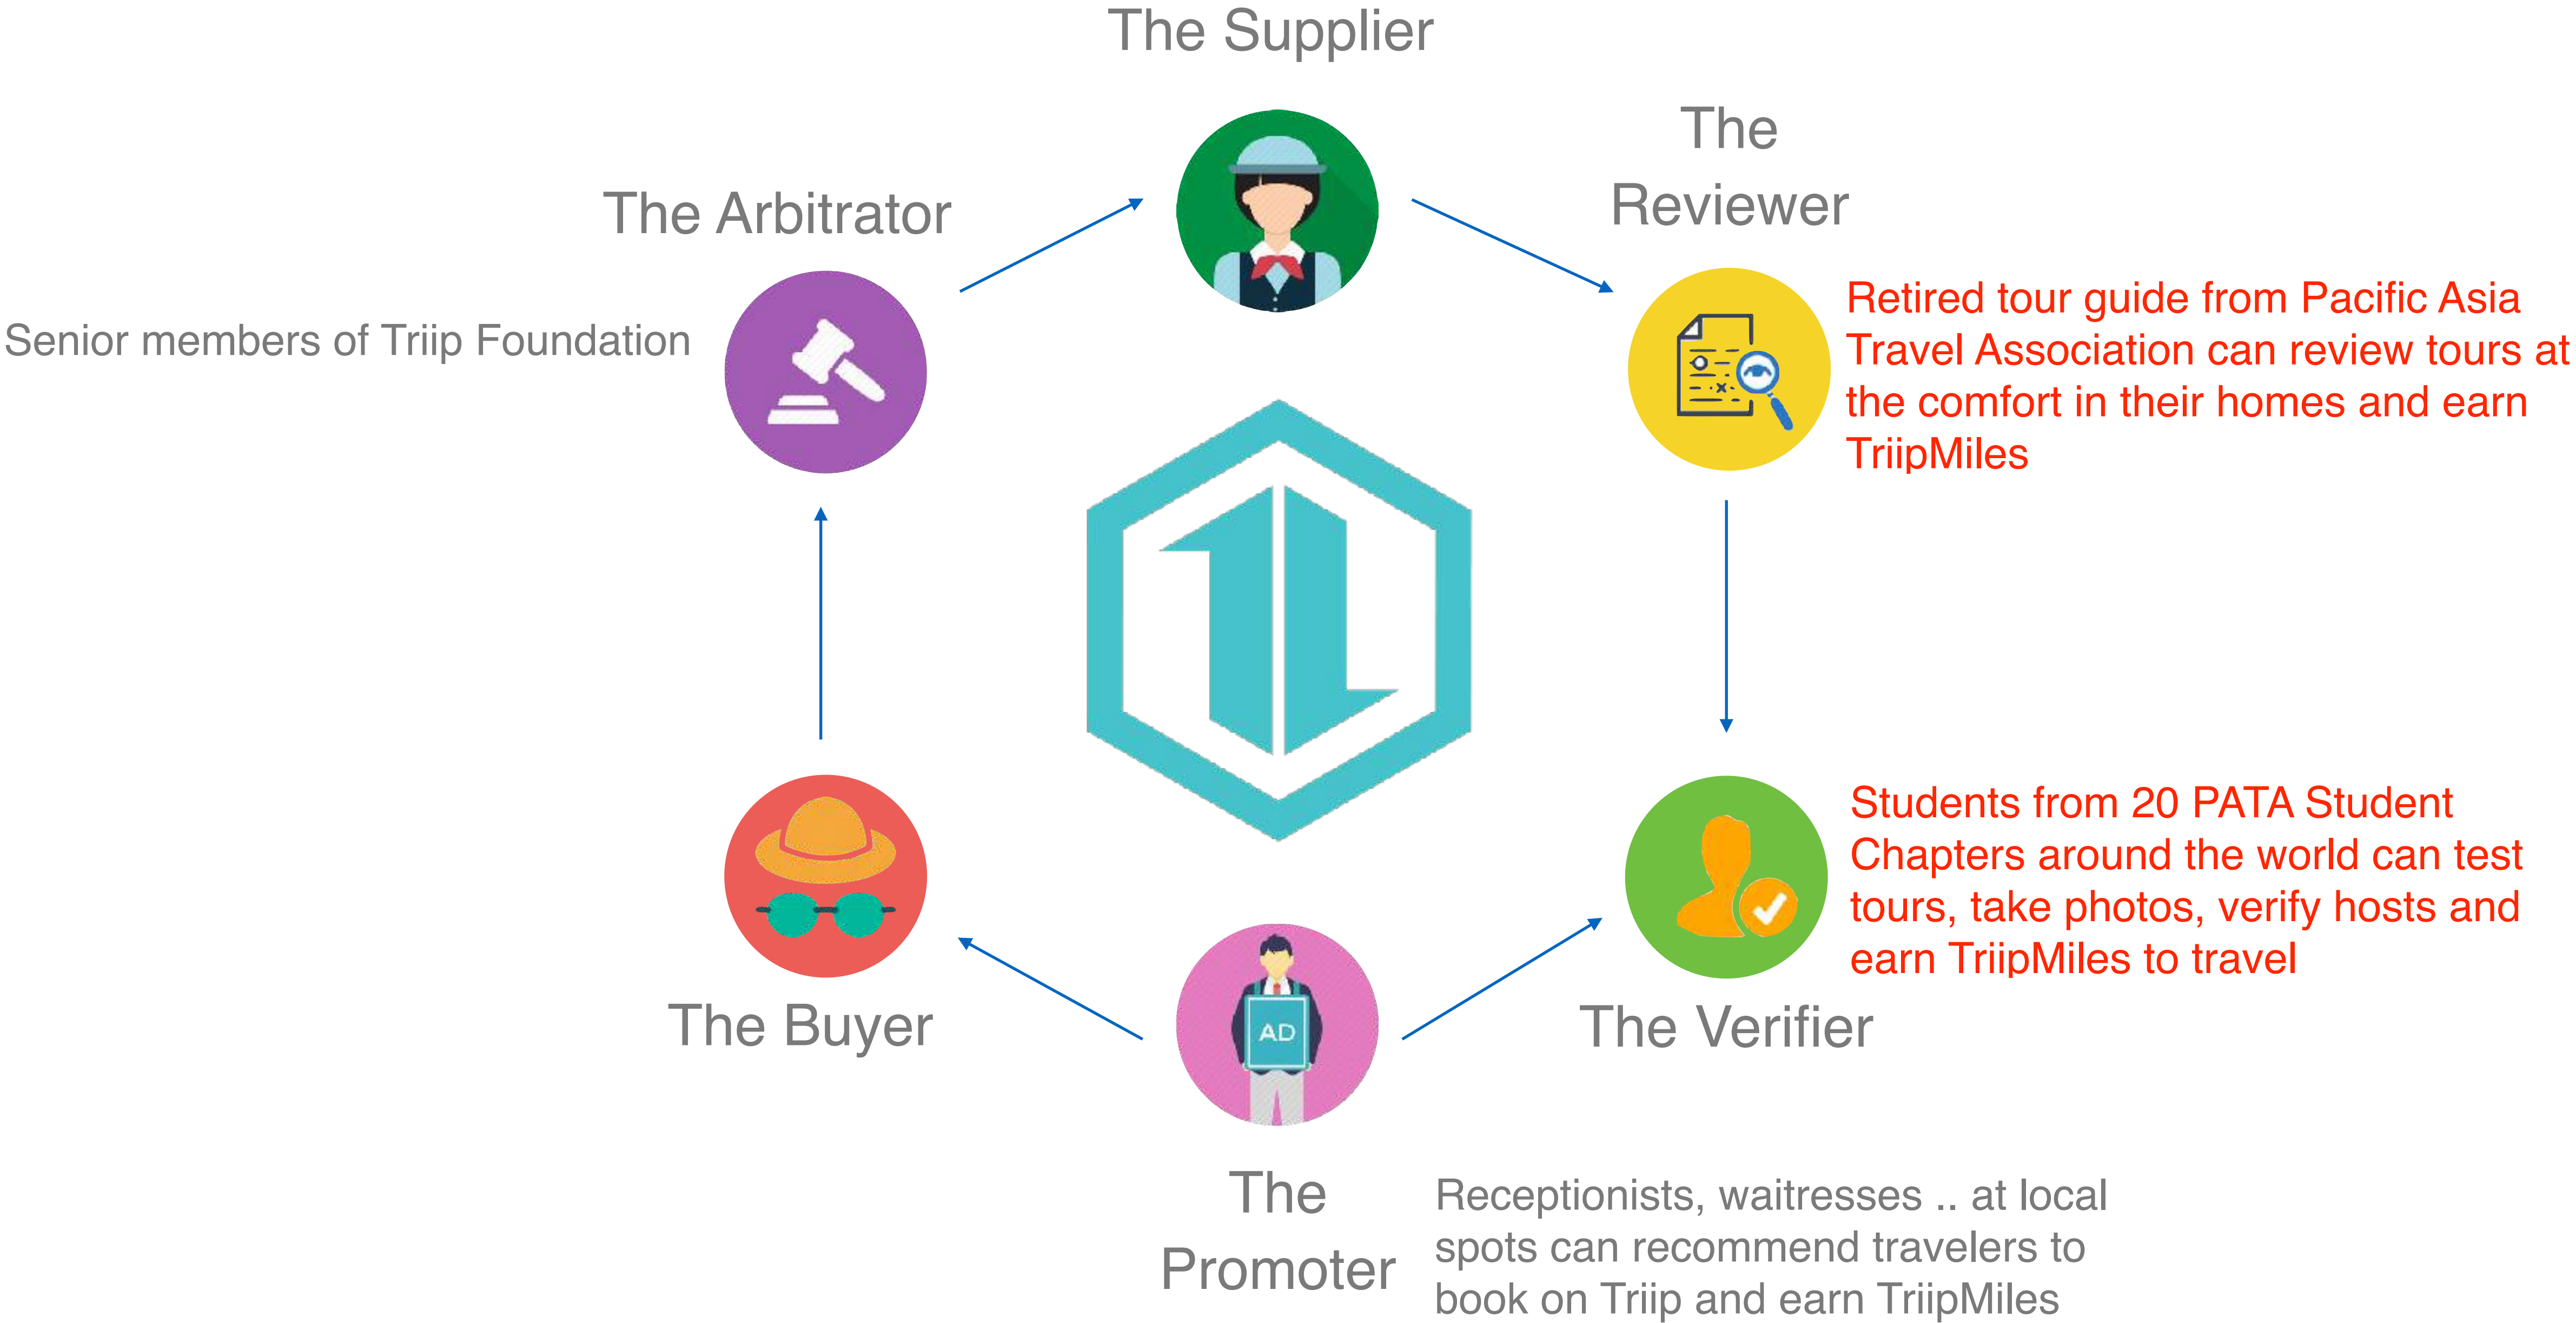 The Supplier
The
Reviewer
The Arbitrator
Retired tour guide from Pacific Asia
Travel Association can review tours at
the comfort in their homes and earn
TriipMiles
Senior members of Triip Foundation
Students from 20 PATA Student
Chapters around the world can test
tours, take photos, verify hosts and
earn TriipMiles to travel
The Buyer
AD
The Verifier
The
Promoter
Receptionists, waitresses .. at local
spots can recommend travelers to
book on Triip and earn TriipMiles